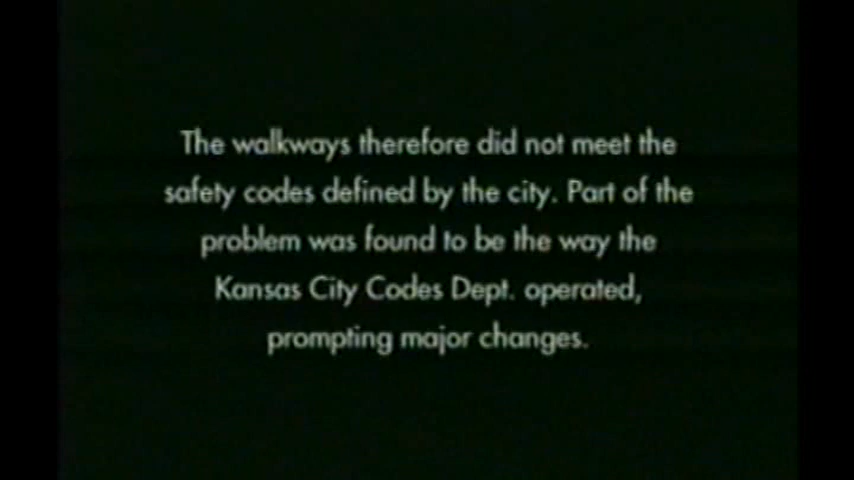 The walkways therefore did not meet the
safety codes defined by the city. Part of the
problem was found to be the way the
Kansas City Codes Dept. operated,
prompting major changes.